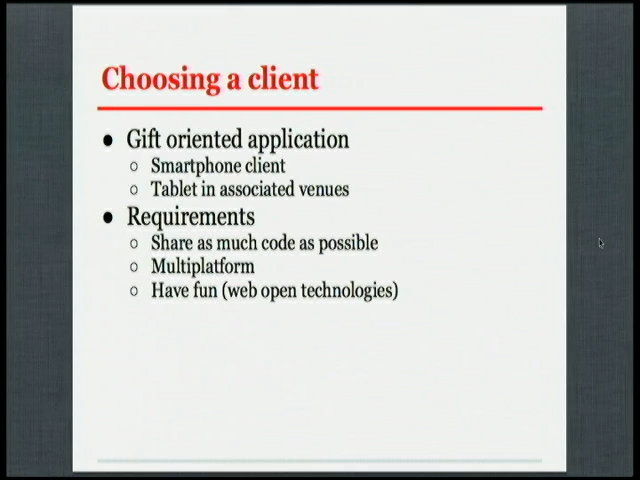 Choosing a client
● Gift oriented application
○ Smartphone client
○ Tablet in associated venues
● Requirements
○ Share as much code as possible
○ Multiplatform
○ Have fun (web open technologies)